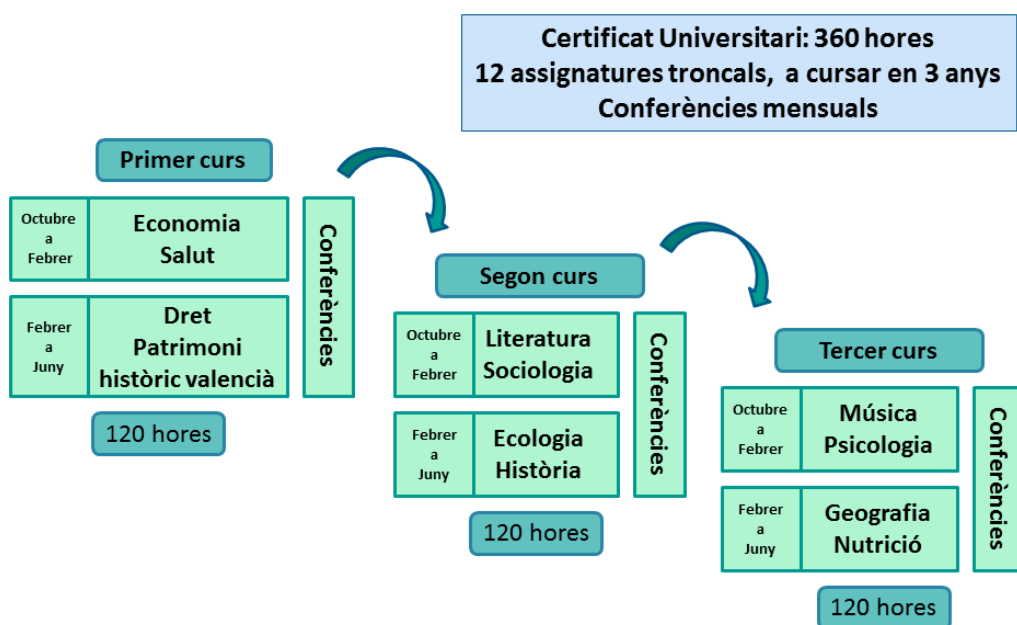 Certificat Universitari: 360 hores
12 assignatures troncals, a cursar en 3 anys
Conferències mensuals
Primer curs
Octubre
a
Febrer
Economia
Salut
Febrer
a
Juny
Dret
Patrimoni
històric valencià
Conferències
120 hores
Segon curs
Octubre
a
Febrer
Literatura
Sociologia
Febrer
a
Juny
Ecologia
Història
Conferències
120 hores
Tercer curs
Octubre
a
Febrer
Música
Psicologia
Febrer
a
Juny
Geografia
Nutrició
Conferències
120 hores